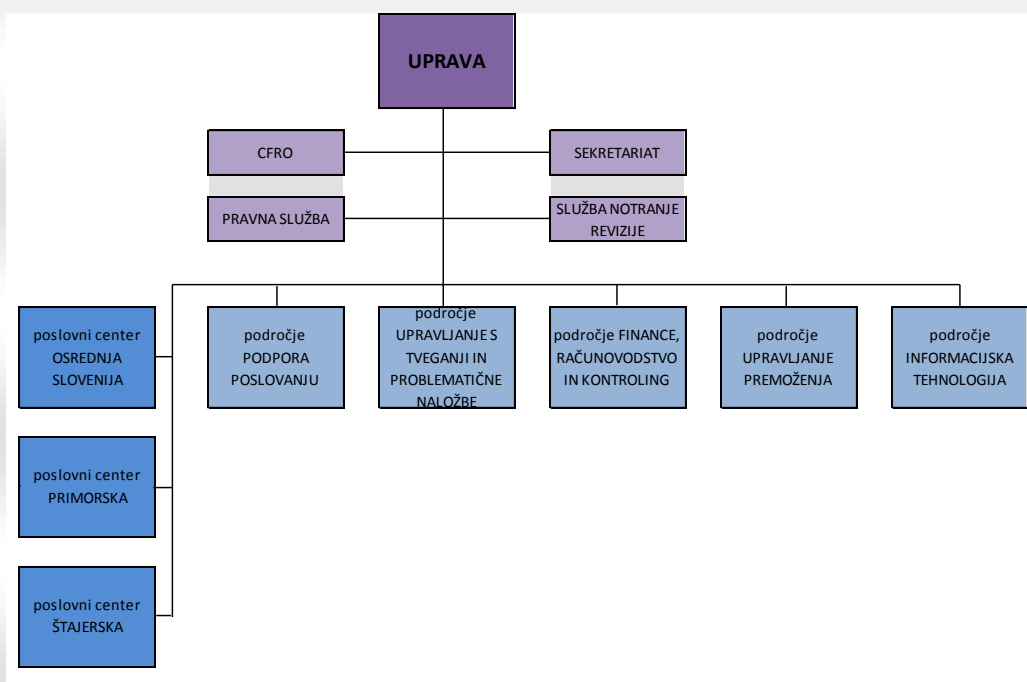 UPRAVA
CFRO
SEKRETARIAT
PRAVNA SLUŽBA
SLUŽBA NOTRANJE
REVIZIJE
poslovni center
OSREDNJA
SLOVENIJA
področje
PODPORA
POSLOVANJU
področje
UPRAVLJANJE S
TVEGANJI IN
PROBLEMATIČNE
NALOŽBE
področje FINANCE,
RAČUNOVODSTVO
IN KONTROLING
področje
UPRAVLJANJE
PREMOŽENJA
področje
INFORMACIJSKA
TEHNOLOGIJA
poslovni center
PRIMORSKA
poslovni center
ŠTAJERSKA